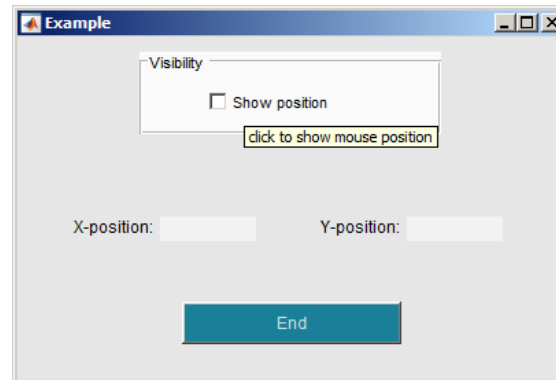 Example
Visibility
Show position
click to show mouse position
X-position:
Y-position:
End